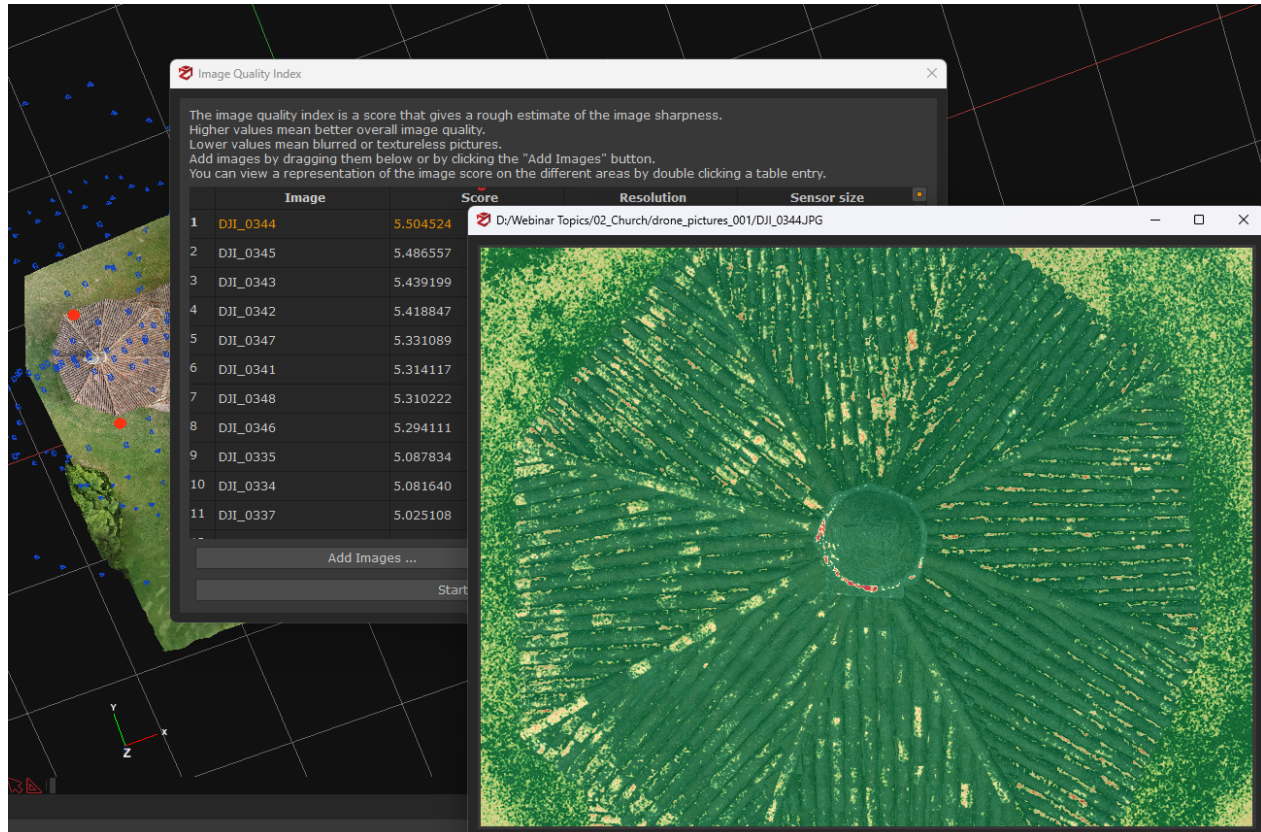 Image Quality Index
The image quality index is a score that gives a rough estimate of the image sharpness.
Higher values mean better overall image quality.
Lower values mean blurred or textureless pictures.
Add images by dragging them below or by clicking the "Add Images" button.
You can view a representation of the image score on the different areas by double clicking a table entry.
Image Score Resolution Sensor size
D:/Webinar Topics/02_Church/drone_pictures_001/DJI_0344.JPG
1 DJI_0344 5.504524
2 DJI_0345 5.486557
3 DJI_0343 5.439199
4 DJI_0342 5.418847
5 DJI_0347 5.331089
6 DJI_0341 5.314117
7 DJI_0348 5.310222
8 DJI_0346 5.294111
9 DJI_0335 5.087834
10 DJI_0334 5.081640
11 DJI_0337 5.025108
Add Images ...
Start
Y
x
Z